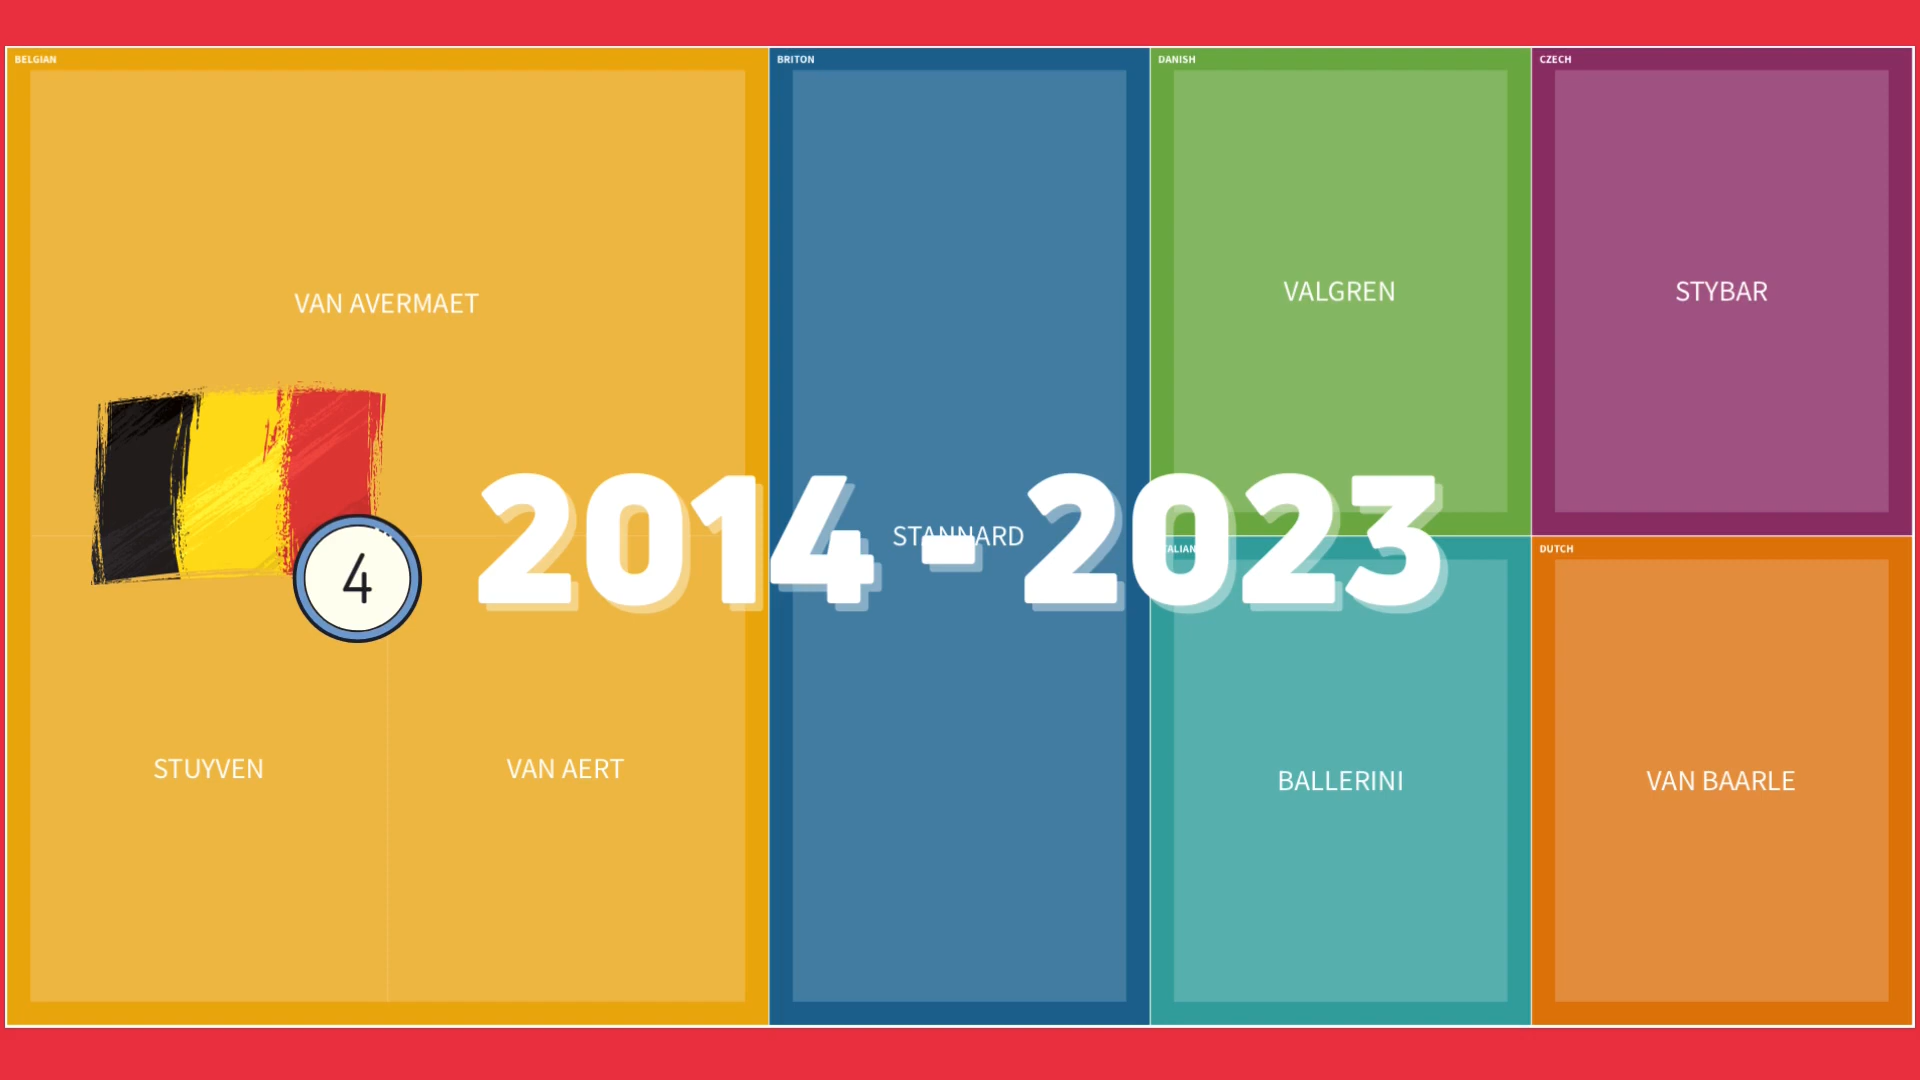 BELGIAN
BRITON
DANISH
CZECH
VAN AVERMAET
VALGREN
STYBAR
4
2014 - 2023
STANNARD
DUTCH
STUYVEN
VAN AERT
BALLERINI
VAN BAARLE